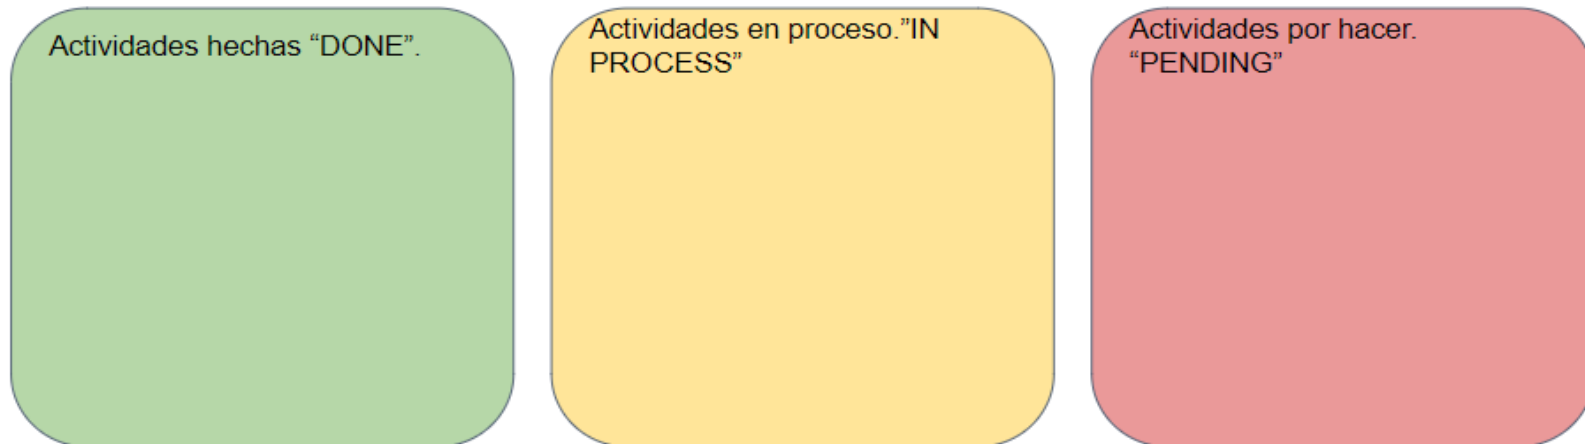 Actividades hechas “DONE”.
Actividades en proceso.”IN
PROCESS”
Actividades por hacer.
“PENDING”